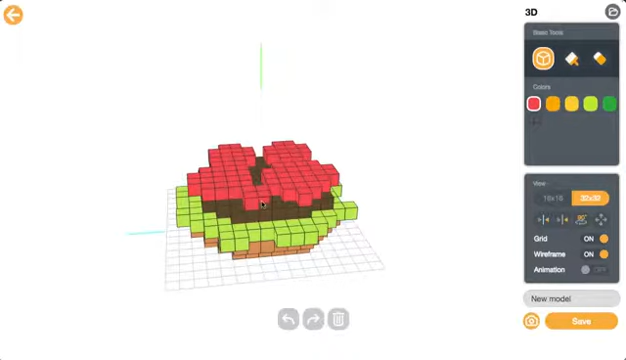 3D
Basic Tools
Colors
View
16x16 32x32
90°
Grid ON
Wireframe ON
Animation OFF
New model
Save